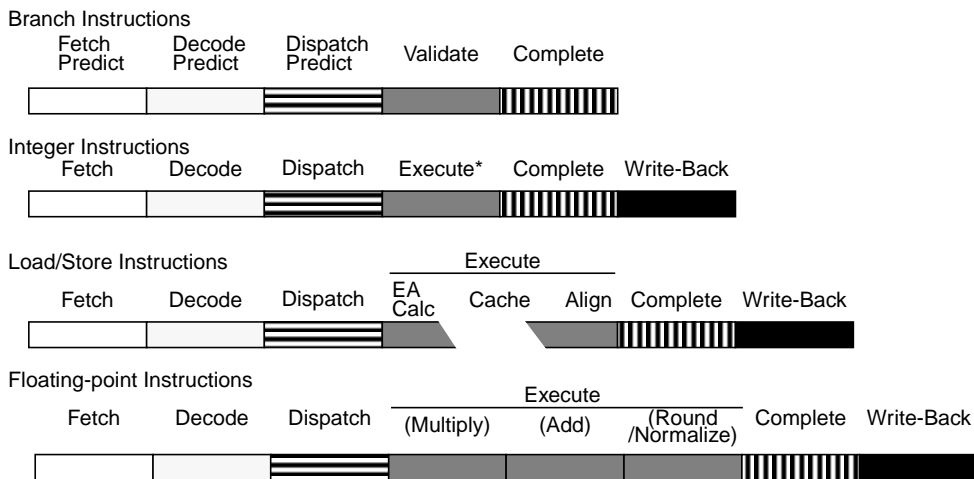 Branch Instructions
Fetch Decode Dispatch Validate Complete
Predict Predict Predict
Integer Instructions
Fetch Decode Dispatch Execute* Complete Write-Back
Load/Store Instructions
Execute
Fetch Decode Dispatch EA Calc Cache Align Complete Write-Back
Floating-point Instructions
Execute
Fetch Decode Dispatch (Multiply) (Add) (Round /Normalize) Complete Write-Back